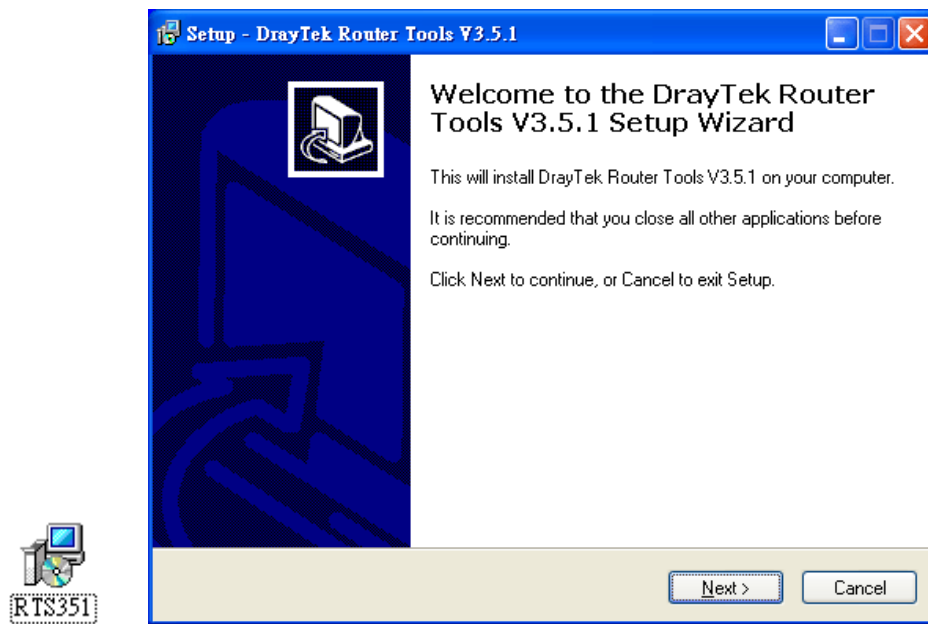 Setup - DrayTek Router Tools V3.5.1
Welcome to the DrayTek Router
Tools V3.5.1 Setup Wizard
This will install DrayTek Router Tools V3.5.1 on your computer.
It is recommended that you close all other applications before
continuing.
Click Next to continue, or Cancel to exit Setup.
Next >
Cancel
RTS351